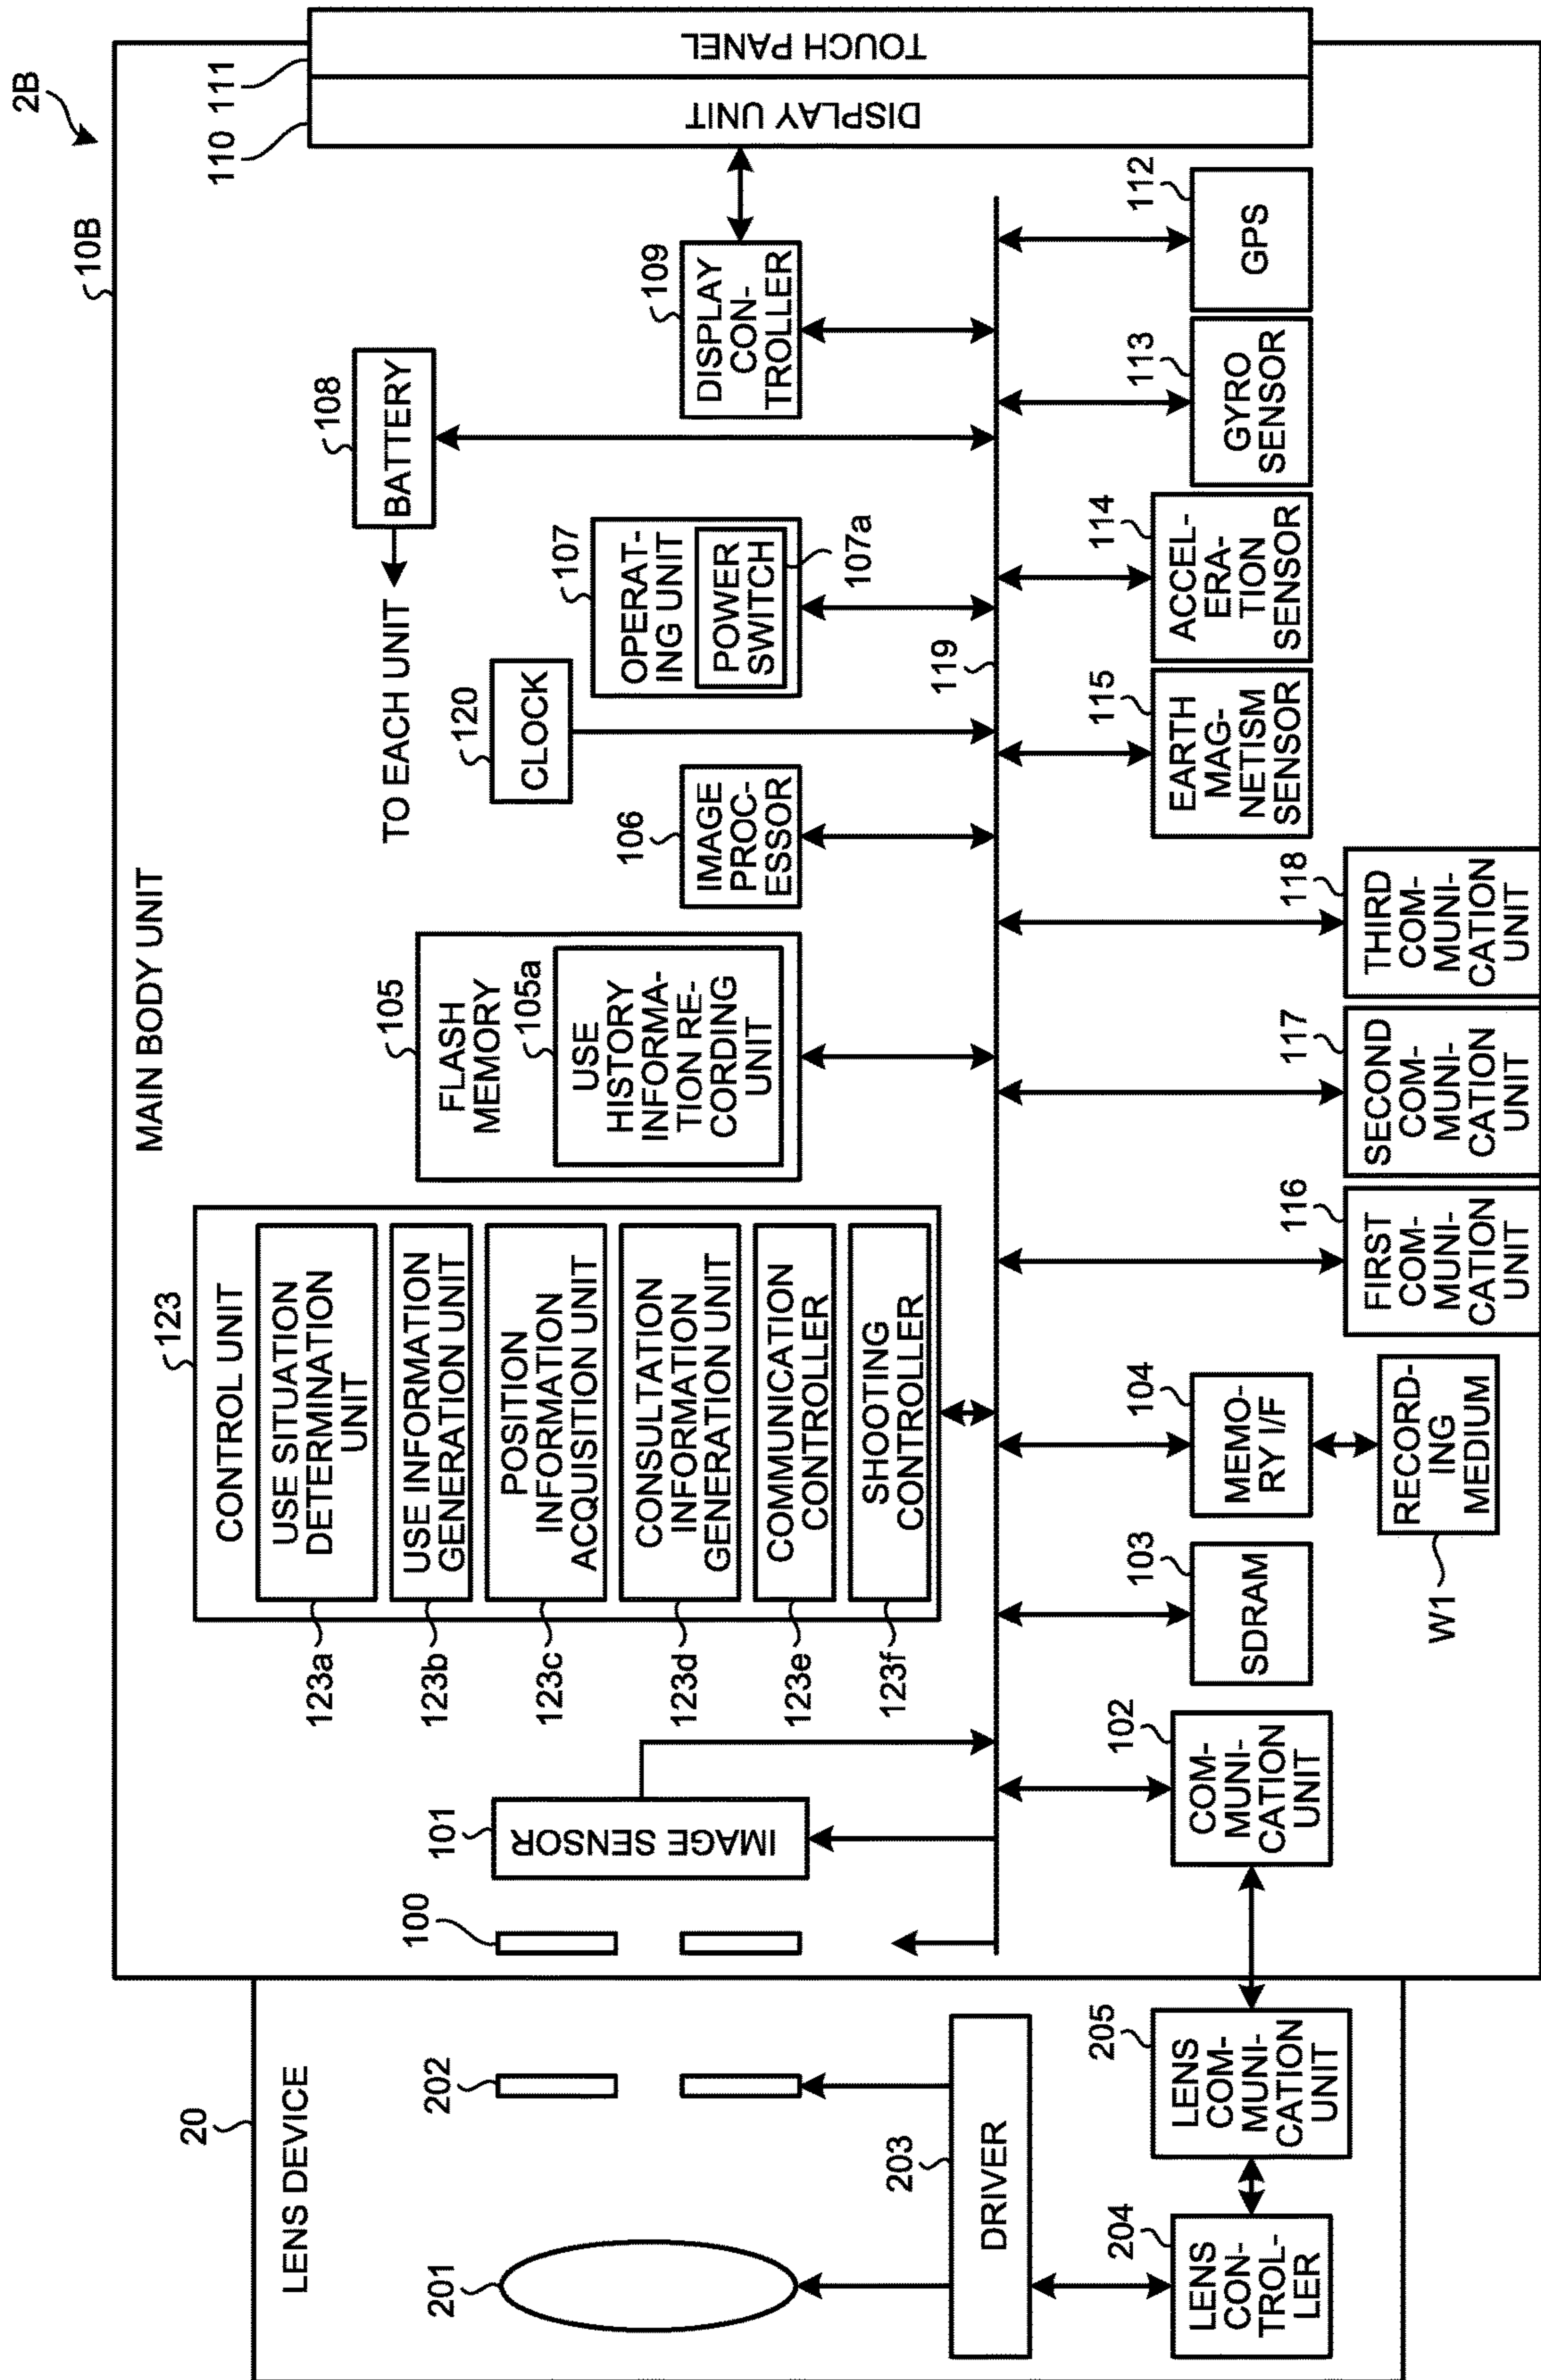 2B
10B
MAIN BODY UNIT
20
LENS DEVICE
201
202
DRIVER
203
LENS
CON-
TROL-
LER
204
LENS
COM-
MUNI-
CATION
UNIT
205
100
IMAGE SENSOR
101
COM-
MUNI-
CATION
UNIT
102
123
CONTROL UNIT
USE SITUATION
DETERMINATION
UNIT
123a
USE INFORMATION
GENERATION UNIT
123b
POSITION
INFORMATION
ACQUISITION UNIT
123c
CONSULTATION
INFORMATION
GENERATION UNIT
123d
COMMUNICATION
CONTROLLER
123e
SHOOTING
CONTROLLER
123f
SDRAM
103
MEMO-
RY I/F
104
RECORD-
ING
MEDIUM
W1
105
FLASH
MEMORY
105a
USE
HISTORY
INFORMA-
TION RE-
CORDING
UNIT
106
IMAGE
PROC-
ESSOR
120
CLOCK
107
OPERAT-
ING UNIT
POWER
SWITCH
107a
TO EACH UNIT
108
BATTERY
109
DISPLAY
CON-
TROLLER
110
DISPLAY UNIT
111
TOUCH PANEL
119
FIRST
COM-
MUNI-
CATION
UNIT
116
SECOND
COM-
MUNI-
CATION
UNIT
117
THIRD
COM-
MUNI-
CATION
UNIT
118
EARTH
MAG-
NETISM
SENSOR
115
ACCEL-
ERA-
TION
SENSOR
114
GYRO
SENSOR
113
GPS
112